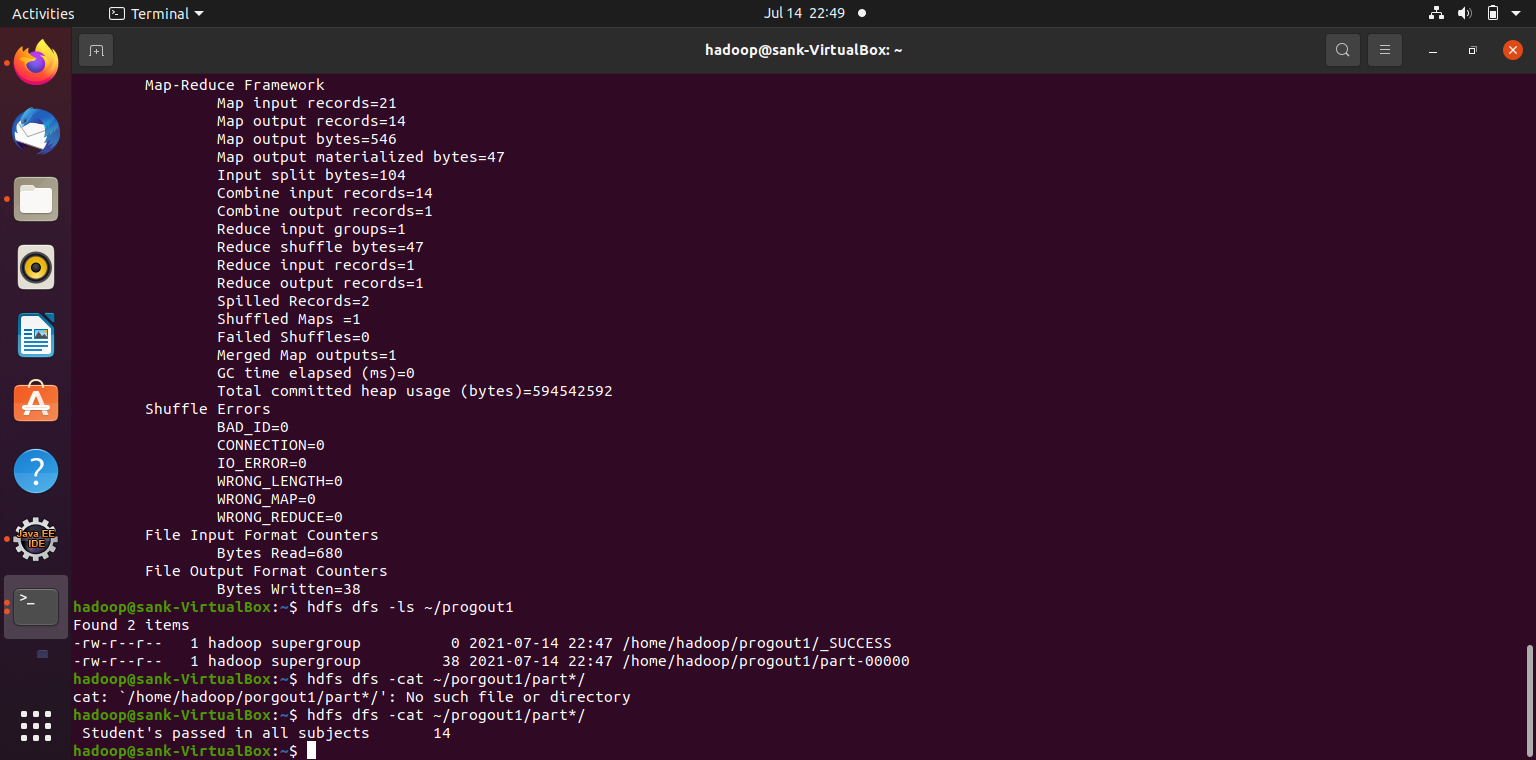 Activities Terminal Jul 14 22:49
hadoop@sank-VirtualBox: ~
Map-Reduce Framework
Map input records=21
Map output records=14
Map output bytes=546
Map output materialized bytes=47
Input split bytes=104
Combine input records=14
Combine output records=1
Reduce input groups=1
Reduce shuffle bytes=47
Reduce input records=1
Reduce output records=1
Spilled Records=2
Shuffled Maps =1
Failed Shuffles=0
Merged Map outputs=1
GC time elapsed (ms)=0
Total committed heap usage (bytes)=594542592
Shuffle Errors
BAD_ID=0
CONNECTION=0
IO_ERROR=0
WRONG_LENGTH=0
WRONG_MAP=0
WRONG_REDUCE=0
File Input Format Counters
Bytes Read=680
File Output Format Counters
Bytes Written=38
hadoop@sank-VirtualBox:~$ hdfs dfs -ls ~/progout1
Found 2 items
-rw-r--r--   1 hadoop supergroup          0 2021-07-14 22:47 /home/hadoop/progout1/_SUCCESS
-rw-r--r--   1 hadoop supergroup         38 2021-07-14 22:47 /home/hadoop/progout1/part-00000
hadoop@sank-VirtualBox:~$ hdfs dfs -cat ~/porgout1/part*/
cat: `/home/hadoop/porgout1/part*/': No such file or directory
hadoop@sank-VirtualBox:~$ hdfs dfs -cat ~/progout1/part*/
Student's passed in all subjects       14
hadoop@sank-VirtualBox:~$
Java EE
IDE